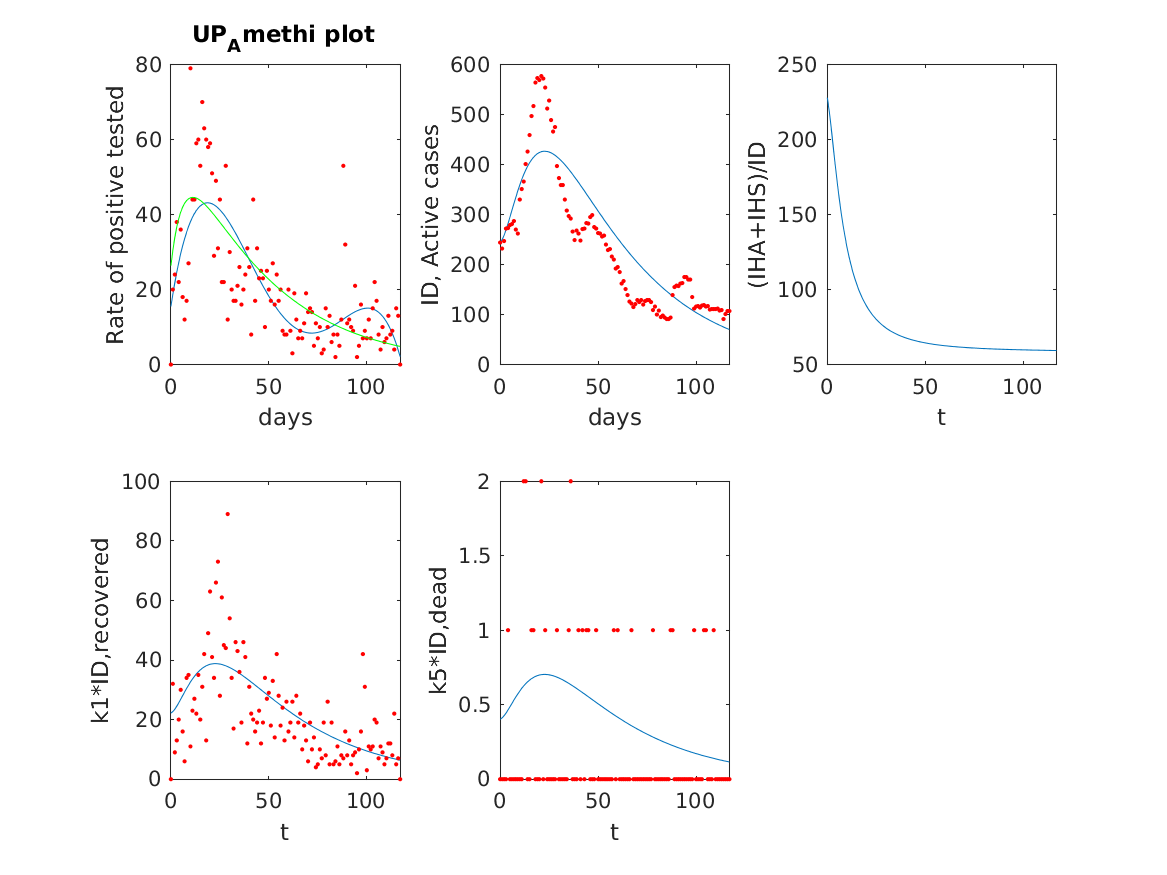 UP_A methi plot
80
60
40
20
0
0 50 100
Rate of positive tested
days
600
500
400
300
200
100
0
0 50 100
ID, Active cases
days
250
200
150
100
50
0 50 100
(IHA+IHS)/ID
t
100
80
60
40
20
0
0 50 100
k1*ID,recovered
t
2
1.5
1
0.5
0
0 50 100
k5*ID,dead
t